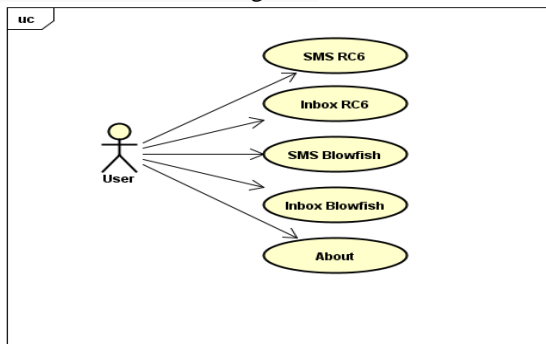 uc
SMS RC6
Inbox RC6
SMS Blowfish
User
Inbox Blowfish
About